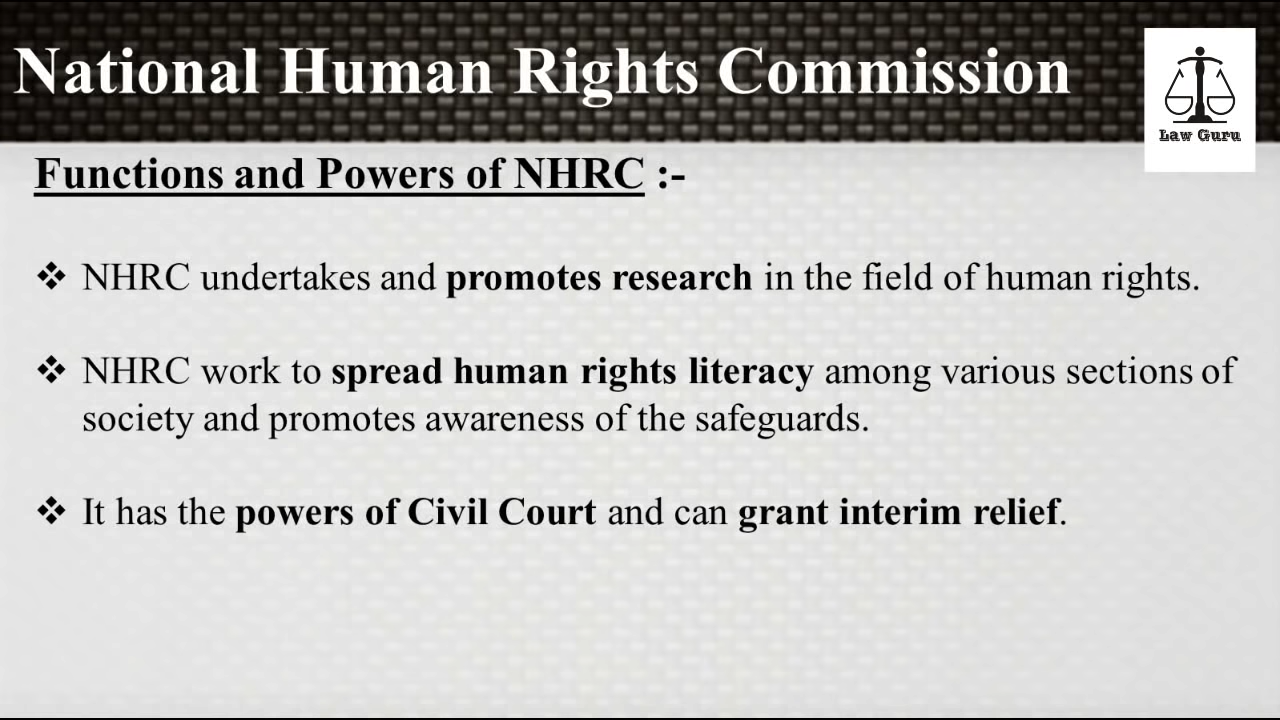 National Human Rights Commission
Law Guru
Functions and Powers of NHRC :-
❖ NHRC undertakes and promotes research in the field of human rights.
❖ NHRC work to spread human rights literacy among various sections of
society and promotes awareness of the safeguards.
❖ It has the powers of Civil Court and can grant interim relief.